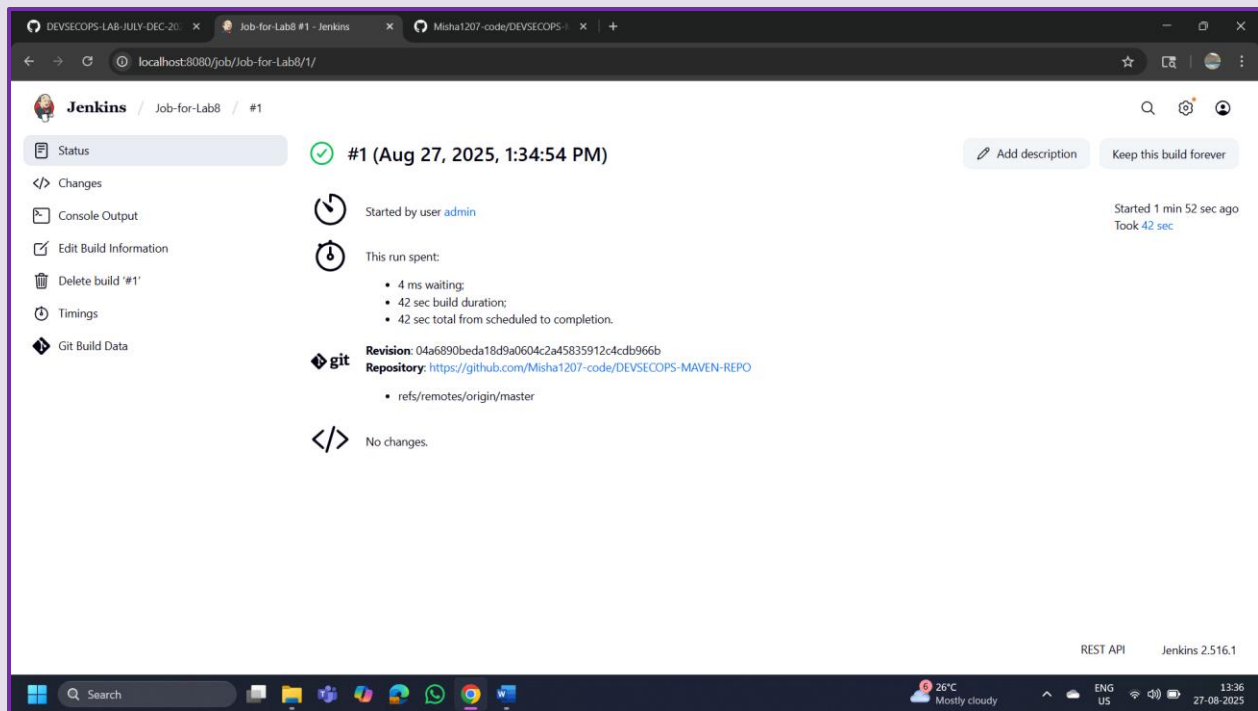 DEVSECOPS-LAB-JULY-DEC-20
Job-for-Lab8 #1 - Jenkins
Misha1207-code/DEVSECOPS-
localhost:8080/job/Job-for-Lab8/1/
Jenkins / Job-for-Lab8 / #1
Status
Changes
Console Output
Edit Build Information
Delete build '#1'
Timings
Git Build Data
#1 (Aug 27, 2025, 1:34:54 PM)
Add description
Keep this build forever
Started by user admin
Started 1 min 52 sec ago
Took 42 sec
This run spent:
4 ms waiting;
42 sec build duration;
42 sec total from scheduled to completion.
git
Revision: 04a6890beda18d9a0604c2a45835912c4cdb966b
Repository: https://github.com/Misha1207-code/DEVSECOPS-MAVEN-REPO
refs/remotes/origin/master
No changes.
REST API
Jenkins 2.516.1
Search
6
26°C
Mostly cloudy
ENG
US
13:36
27-08-2025